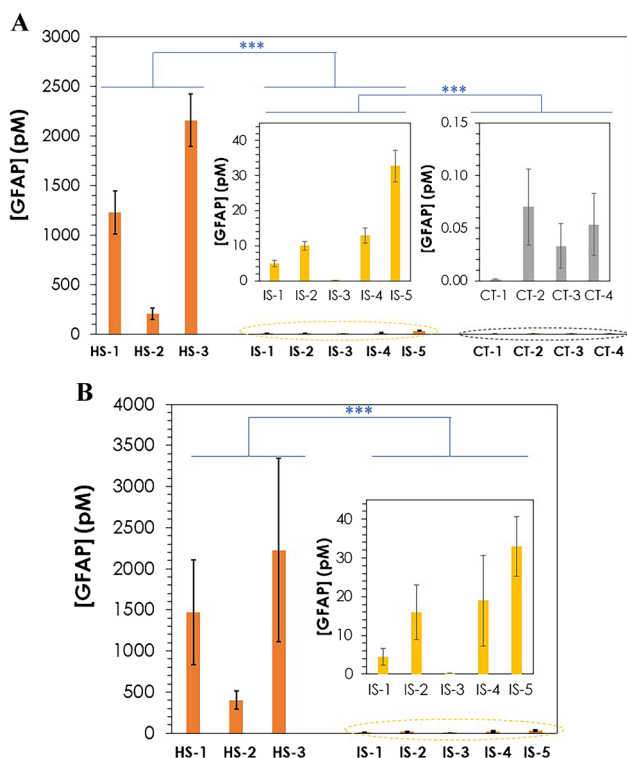 A
***
***
[GFAP] (pM)
3000
2500
2000
1500
1000
500
0
[GFAP] (pM)
40
30
20
10
0
IS-1 IS-2 IS-3 IS-4 IS-5
[GFAP] (pM)
0.15
0.10
0.05
0.00
CT-1 CT-2 CT-3 CT-4
HS-1 HS-2 HS-3 IS-1 IS-2 IS-3 IS-4 IS-5 CT-1 CT-2 CT-3 CT-4
B
***
[GFAP] (pM)
4000
3500
3000
2500
2000
1500
1000
500
0
[GFAP] (pM)
40
30
20
10
0
IS-1 IS-2 IS-3 IS-4 IS-5
HS-1 HS-2 HS-3 IS-1 IS-2 IS-3 IS-4 IS-5